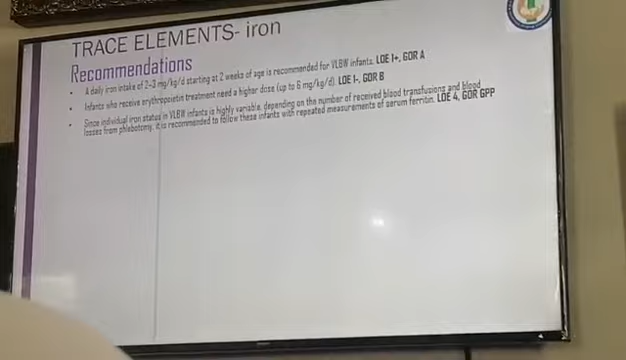 TRACE ELEMENTS- iron
Recommendations
• A daily iron intake of 2-3 mg/kg/d starting at 2 weeks of age is recommended for VLBW infants. LOE 1+, GOR A
• Infants who receive erythropoietin treatment need a higher dose (up to 6 mg/kg/d). LOE 1-, GOR B
• Since individual iron status in VLBW infants is highly variable, depending on the number of received blood transfusions and blood
losses from phlebotomy, it is recommended to follow these infants with repeated measurements of serum ferritin. LOE 4, GOR GPP